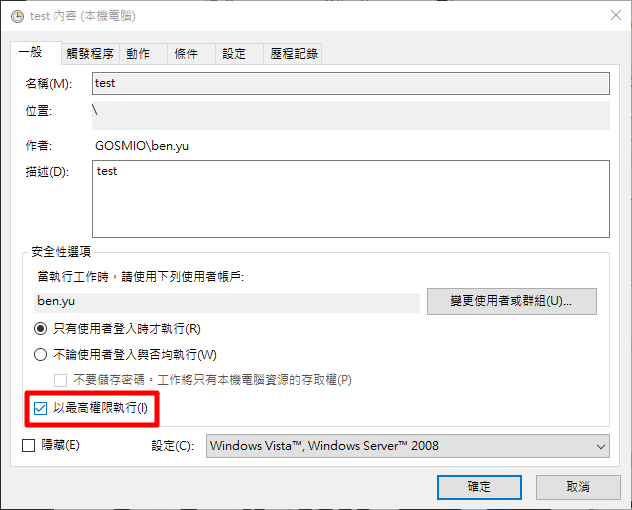 test 內容 (本機電腦)
一般 觸發程序 動作 條件 設定 歷程記錄
名稱(M): test
位置: \
作者: GOSMIO\ben.yu
描述(D): test
安全性選項
當執行工作時，請使用下列使用者帳戶:
ben.yu 變更使用者或群組(U)...
只有使用者登入時才執行(R)
不論使用者登入與否均執行(W)
不要儲存密碼。工作將只有本機電腦資源的存取權(P)
以最高權限執行(I)
隱藏(E) 設定(C): Windows Vista™, Windows Server™ 2008
確定 取消